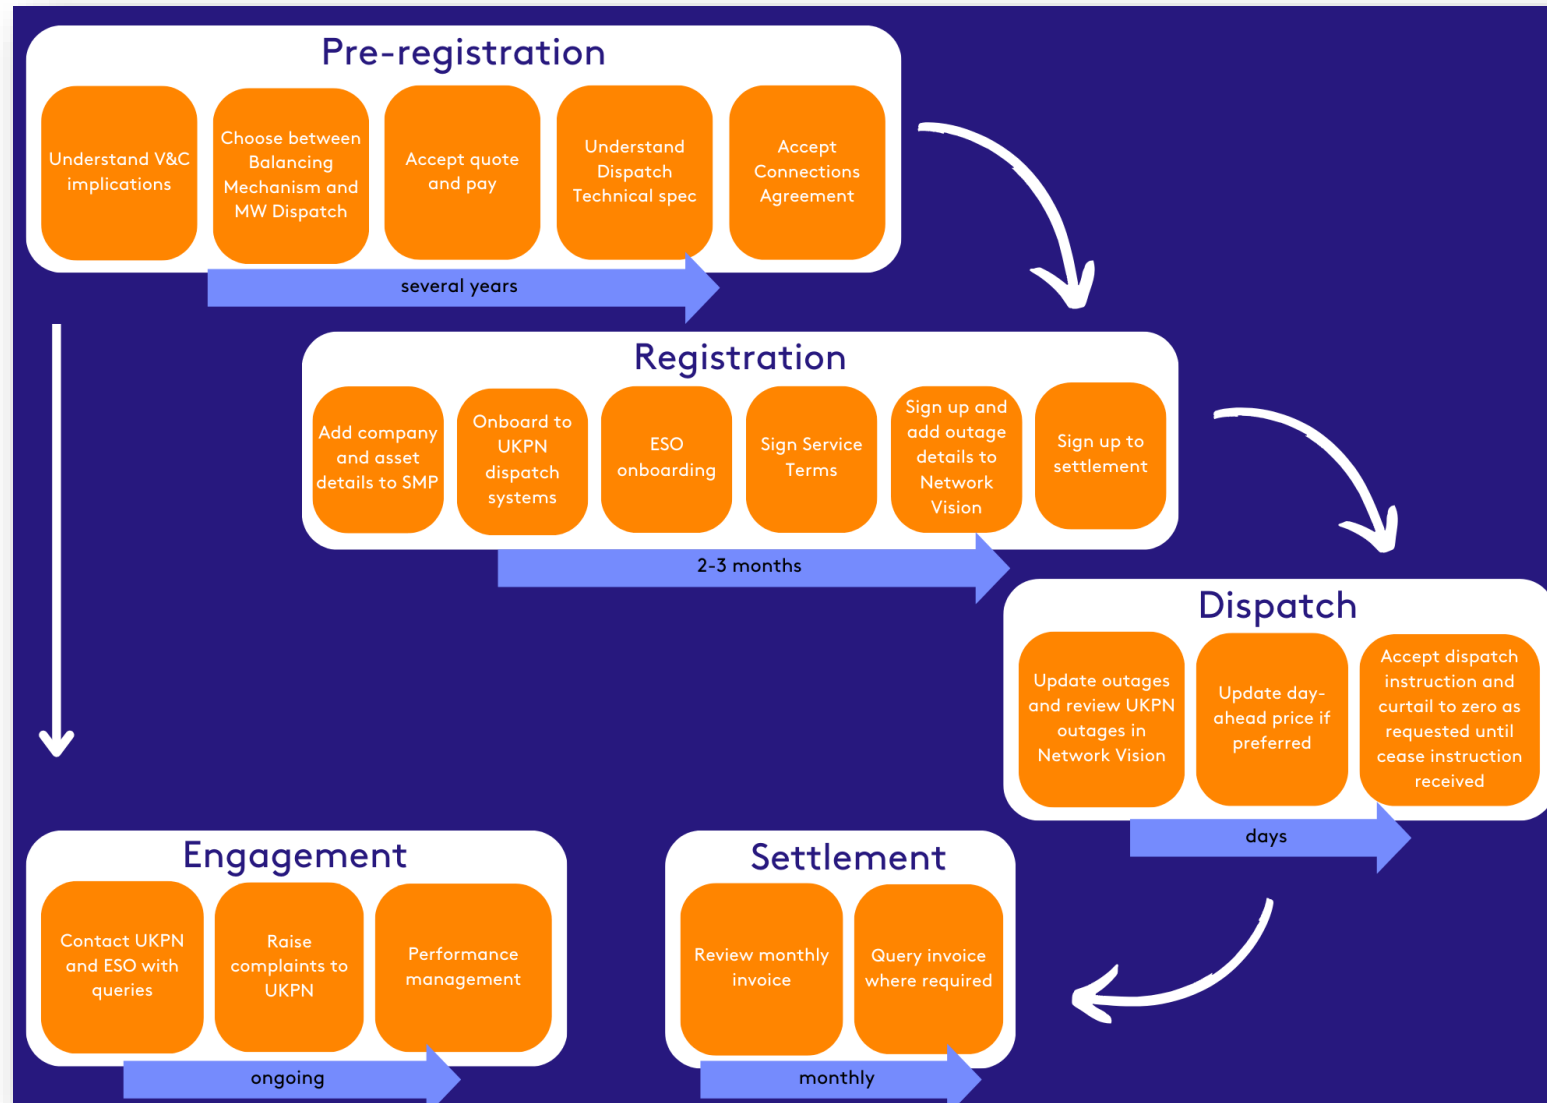 Pre-registration
Understand V&C
implications
Choose between
Balancing
Mechanism and
MW Dispatch
Accept quote
and pay
Understand
Dispatch
Technical spec
Accept
Connections
Agreement
several years
Registration
Add company
and asset
details to SMP
Onboard to
UKPN
dispatch
systems
ESO
onboarding
Sign Service
Terms
Sign up and
add outage
details to
Network
Vision
Sign up to
settlement
2-3 months
Dispatch
Update outages
and review UKPN
outages in
Network Vision
Update day-
ahead price if
preferred
Accept dispatch
instruction and
curtail to zero as
requested until
cease instruction
received
days
Engagement
Contact UKPN
and ESO with
queries
Raise
complaints to
UKPN
Performance
management
ongoing
Settlement
Review monthly
invoice
Query invoice
where required
monthly